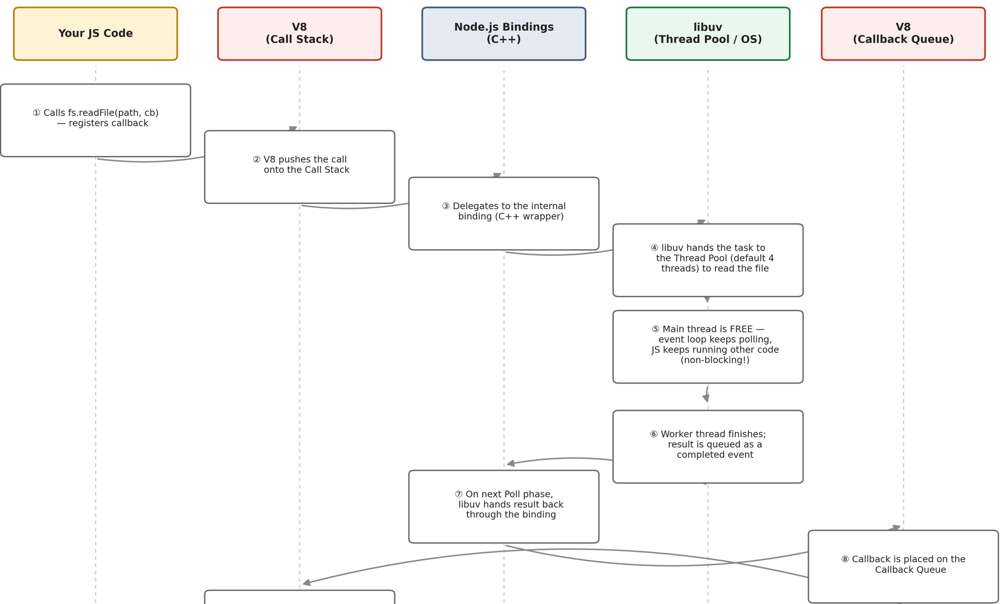 Your JS Code
V8
(Call Stack)
Node.js Bindings
(C++)
libuv
(Thread Pool / OS)
V8
(Callback Queue)
① Calls fs.readFile(path, cb)
— registers callback
② V8 pushes the call
onto the Call Stack
③ Delegates to the internal
binding (C++ wrapper)
④ libuv hands the task to
the Thread Pool (default 4
threads) to read the file
⑤ Main thread is FREE —
event loop keeps polling,
JS keeps running other code
(non-blocking!)
⑥ Worker thread finishes;
result is queued as a
completed event
⑦ On next Poll phase,
libuv hands result back
through the binding
⑧ Callback is placed on the
Callback Queue